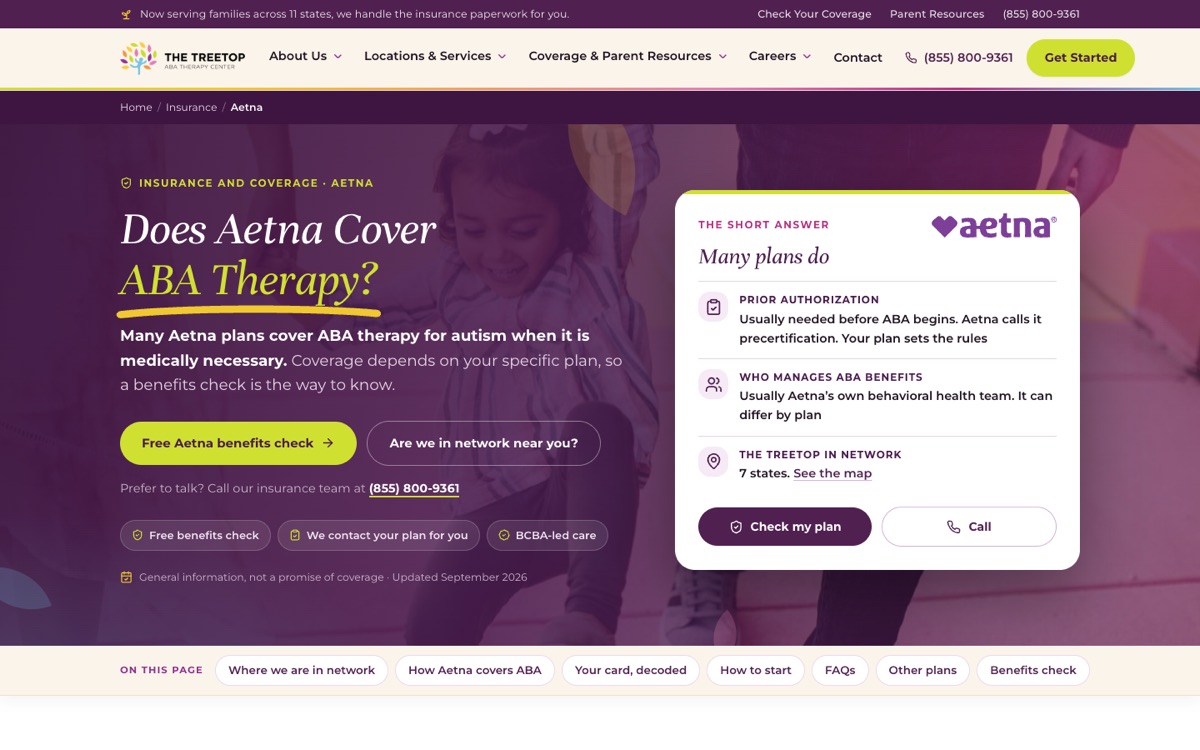 Now serving families across 11 states, we handle the insurance paperwork for you.
Check Your Coverage
Parent Resources
(855) 800-9361
THE TREETOP
ABA THERAPY CENTER
About Us
Locations & Services
Coverage & Parent Resources
Careers
Contact
(855) 800-9361
Get Started
Home / Insurance / Aetna
INSURANCE AND COVERAGE · AETNA
Does Aetna Cover
ABA Therapy?
Many Aetna plans cover ABA therapy for autism when it is
medically necessary. Coverage depends on your specific plan, so
a benefits check is the way to know.
Free Aetna benefits check →
Are we in network near you?
Prefer to talk? Call our insurance team at (855) 800-9361
Free benefits check
We contact your plan for you
BCBA-led care
General information, not a promise of coverage · Updated September 2026
THE SHORT ANSWER
aetna®
Many plans do
PRIOR AUTHORIZATION
Usually needed before ABA begins. Aetna calls it
precertification. Your plan sets the rules
WHO MANAGES ABA BENEFITS
Usually Aetna's own behavioral health team. It can
differ by plan
THE TREETOP IN NETWORK
7 states. See the map
Check my plan
Call
ON THIS PAGE
Where we are in network
How Aetna covers ABA
Your card, decoded
How to start
FAQs
Other plans
Benefits check